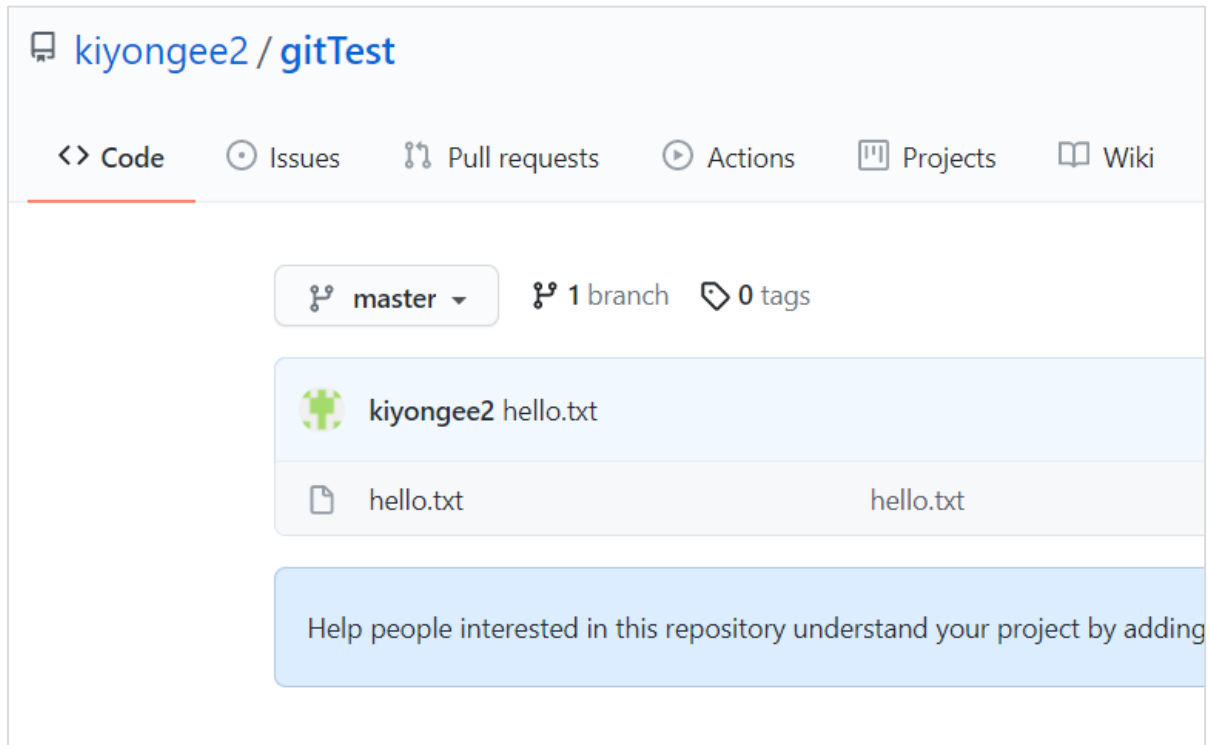 kiyongee2 / gitTest
Code Issues Pull requests Actions Projects Wiki
master 1 branch 0 tags
kiyongee2 hello.txt
hello.txt hello.txt
Help people interested in this repository understand your project by adding